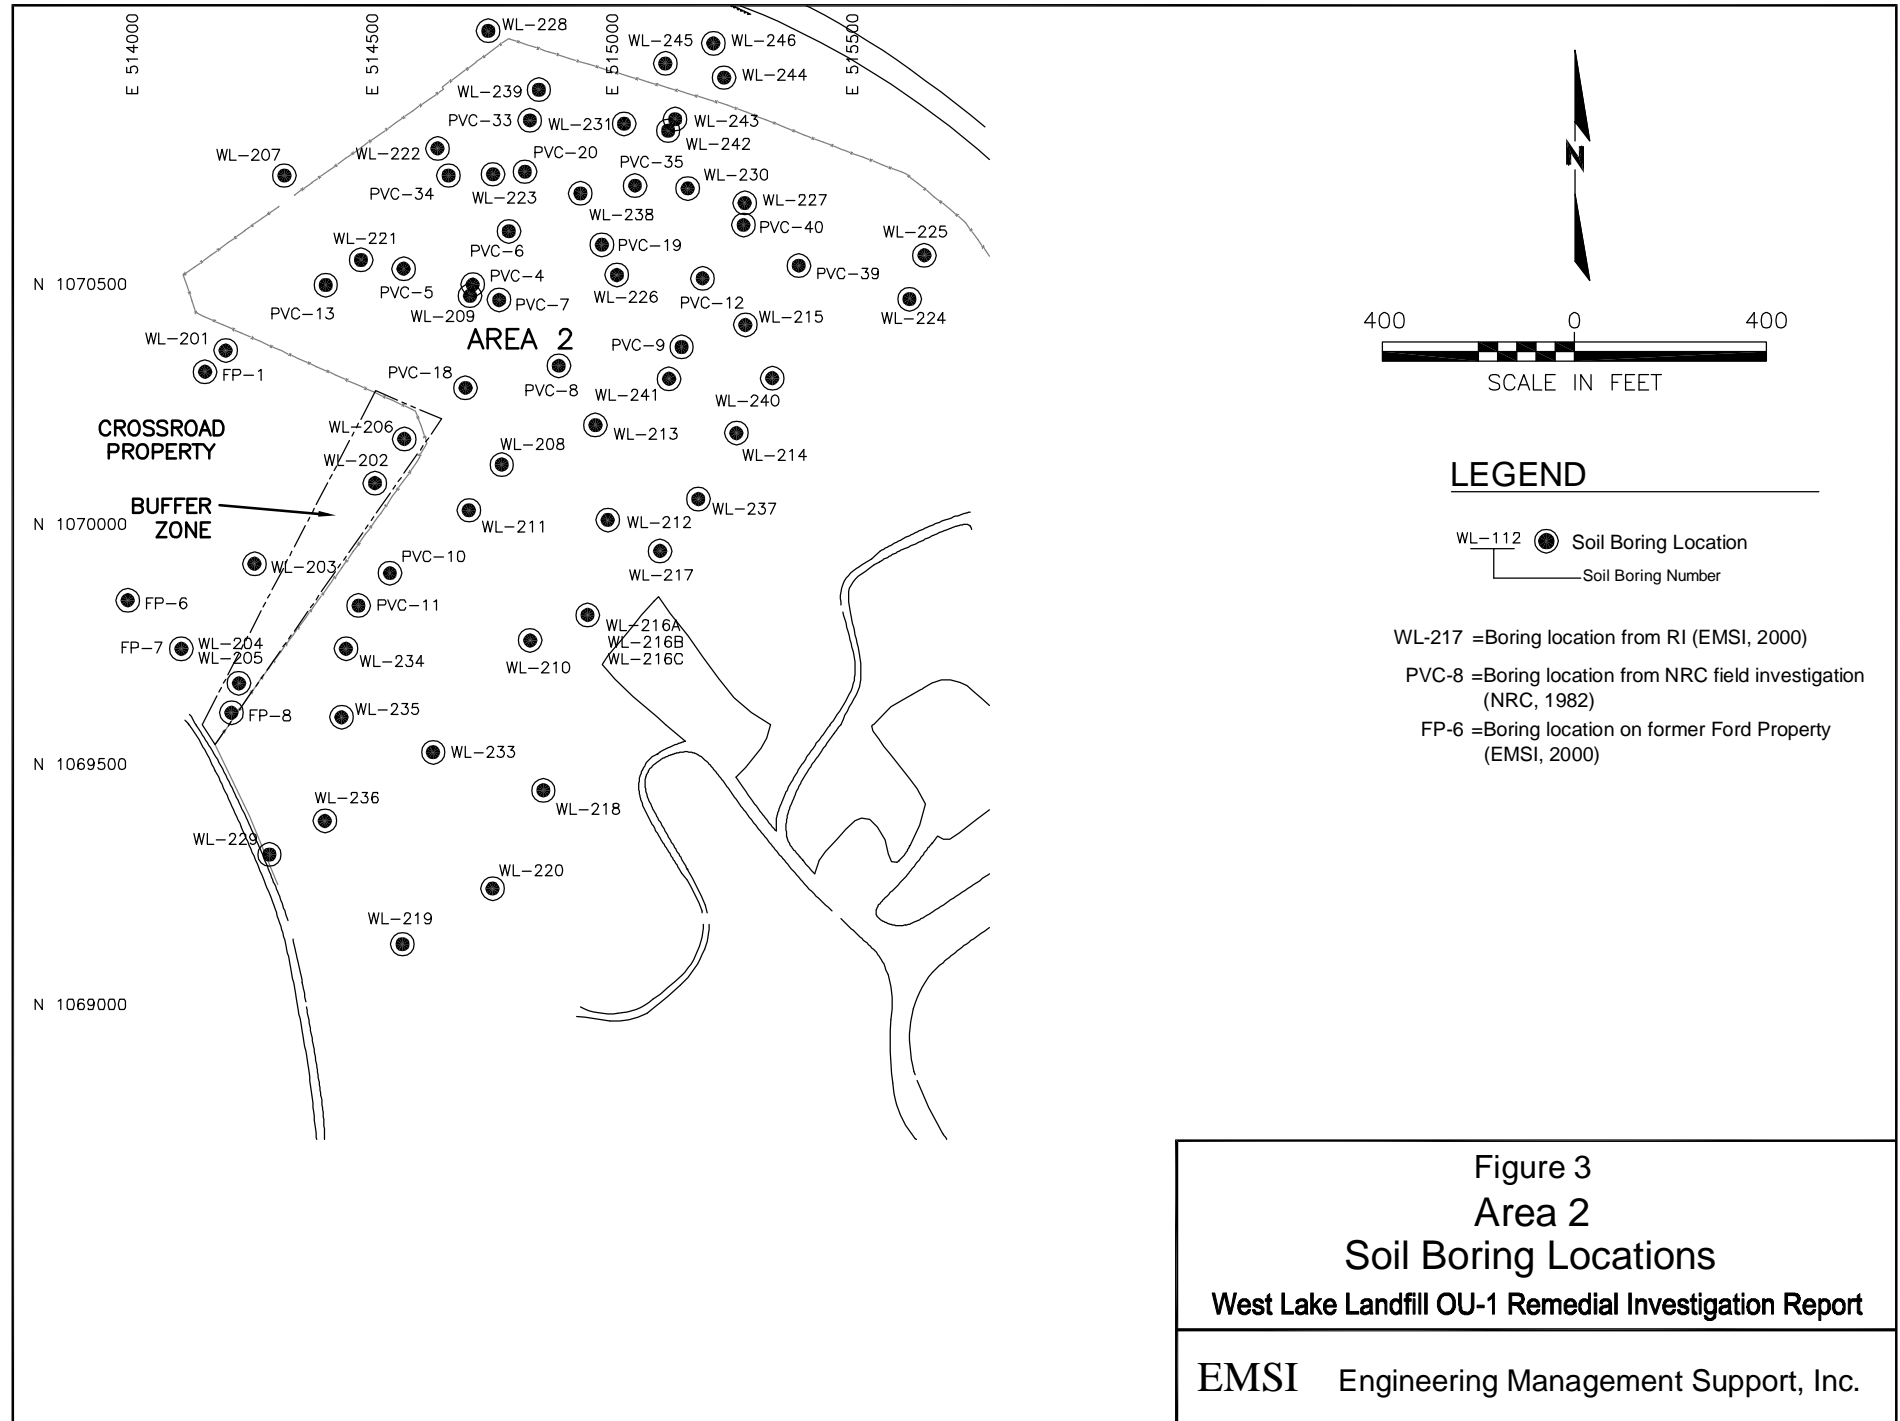 E 514000
E 514500
E 515000
E 515500
WL-228
WL-245
WL-246
WL-244
WL-239
PVC-33
WL-231
WL-243
WL-242
WL-207
WL-222
PVC-20
PVC-35
WL-230
PVC-34
WL-223
WL-238
WL-227
PVC-40
WL-221
PVC-6
PVC-19
WL-225
N 1070500
PVC-5
PVC-4
PVC-39
PVC-13
WL-209
PVC-7
WL-226
PVC-12
WL-224
WL-215
AREA 2
WL-201
PVC-9
FP-1
PVC-18
PVC-8
WL-241
WL-240
CROSSROAD
PROPERTY
WL-206
WL-213
WL-208
WL-214
WL-202
BUFFER
ZONE
WL-237
N 1070000
WL-211
WL-212
WL-203
PVC-10
WL-217
FP-6
PVC-11
WL-216A
WL-216B
WL-216C
FP-7
WL-204
WL-205
WL-234
WL-210
FP-8
WL-235
N 1069500
WL-233
WL-236
WL-218
WL-229
WL-220
WL-219
N 1069000
N
400 0 400
SCALE IN FEET
LEGEND
WL-112
Soil Boring Location
Soil Boring Number
WL-217 =Boring location from RI (EMSI, 2000)
PVC-8 =Boring location from NRC field investigation
(NRC, 1982)
FP-6 =Boring location on former Ford Property
(EMSI, 2000)
Figure 3
Area 2
Soil Boring Locations
West Lake Landfill OU-1 Remedial Investigation Report
EMSI Engineering Management Support, Inc.